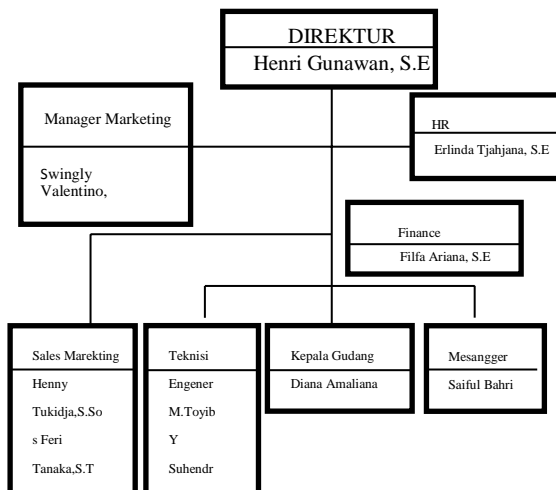 DIREKTUR
Henri Gunawan, S.E
Manager Marketing
Swingly
Valentino,
HR
Erlinda Tjahjana, S.E
Finance
Filfa Ariana, S.E
Sales Marekting
Henny
Tukidja,S.So
s Feri
Tanaka,S.T
Teknisi
Engener
M.Toyib
Y
Suhendr
Kepala Gudang
Diana Amaliana
Mesangger
Saiful Bahri